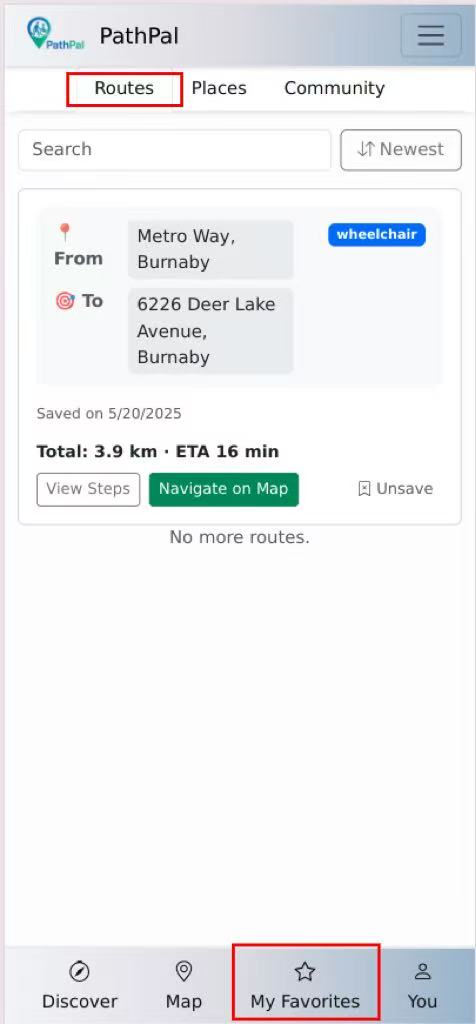 PathPal
PathPal
Routes
Places
Community
Search
Newest
From
Metro Way,
Burnaby
wheelchair
To
6226 Deer Lake
Avenue,
Burnaby
Saved on 5/20/2025
Total: 3.9 km · ETA 16 min
View Steps
Navigate on Map
Unsave
No more routes.
Discover
Map
My Favorites
You